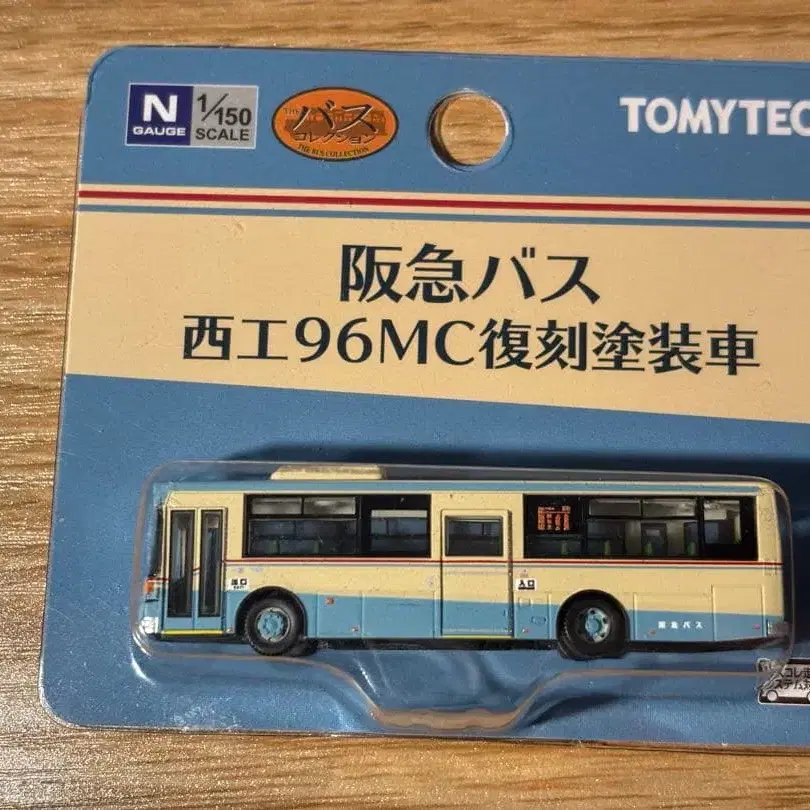 N
GAUGE
1/150
SCALE
THE
バス
コレクション
THE BUS COLLECTION
TOMYTEC
阪急バス
西工96MC復刻塗装車
出口
入口
阪急バス